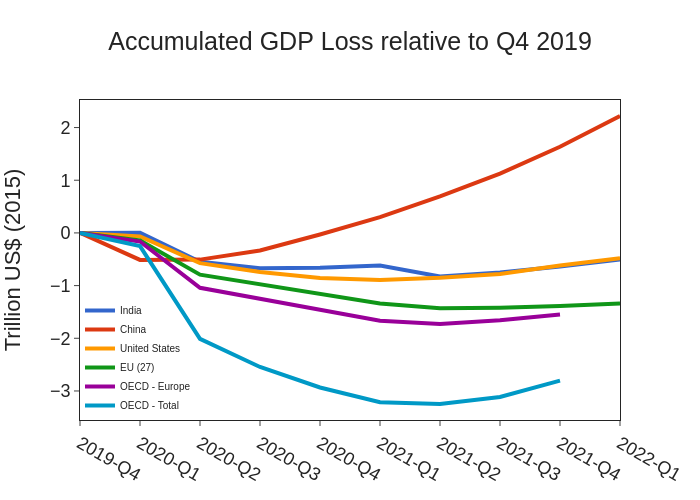 Accumulated GDP Loss relative to Q4 2019
Trillion US$ (2015)
2
1
0
−1
−2
−3
India
China
United States
EU (27)
OECD - Europe
OECD - Total
2019-Q4
2020-Q1
2020-Q2
2020-Q3
2020-Q4
2021-Q1
2021-Q2
2021-Q3
2021-Q4
2022-Q1